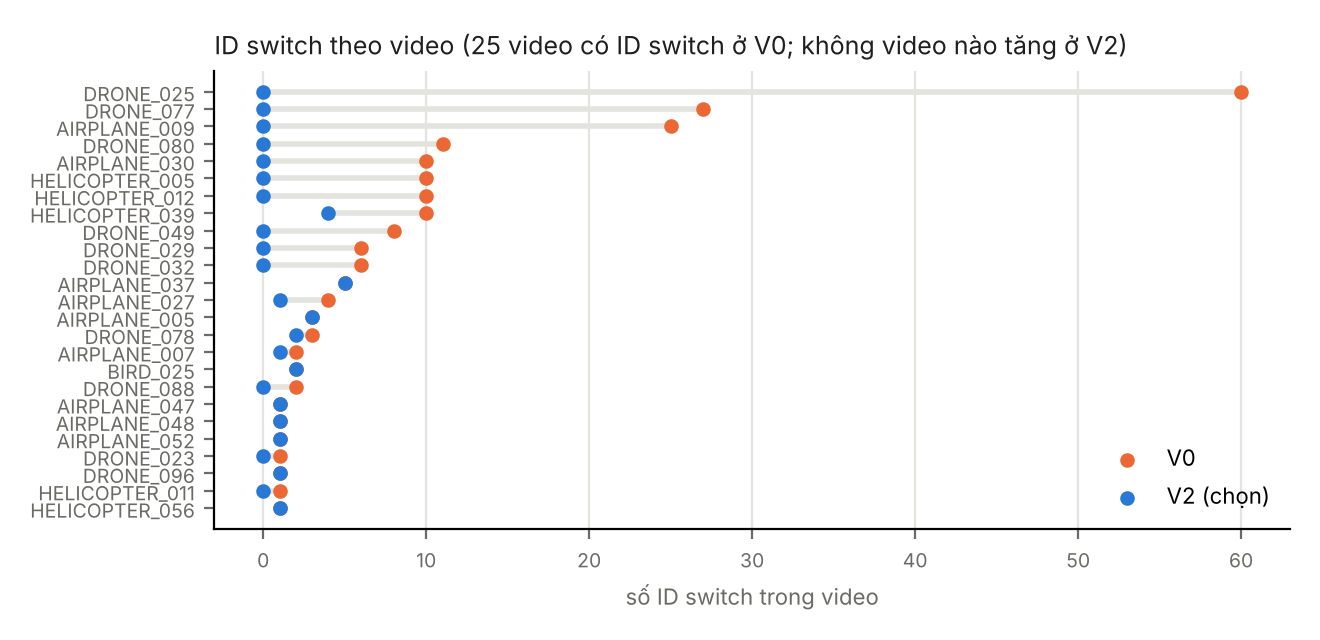 ID switch theo video (25 video có ID switch ở V0; không video nào tăng ở V2)
DRONE_025
DRONE_077
AIRPLANE_009
DRONE_080
AIRPLANE_030
HELICOPTER_005
HELICOPTER_012
HELICOPTER_039
DRONE_049
DRONE_029
DRONE_032
AIRPLANE_037
AIRPLANE_027
AIRPLANE_005
DRONE_078
AIRPLANE_007
BIRD_025
DRONE_088
AIRPLANE_047
AIRPLANE_048
AIRPLANE_052
DRONE_023
DRONE_096
HELICOPTER_011
HELICOPTER_056
V0
V2 (chọn)
0 10 20 30 40 50 60
số ID switch trong video